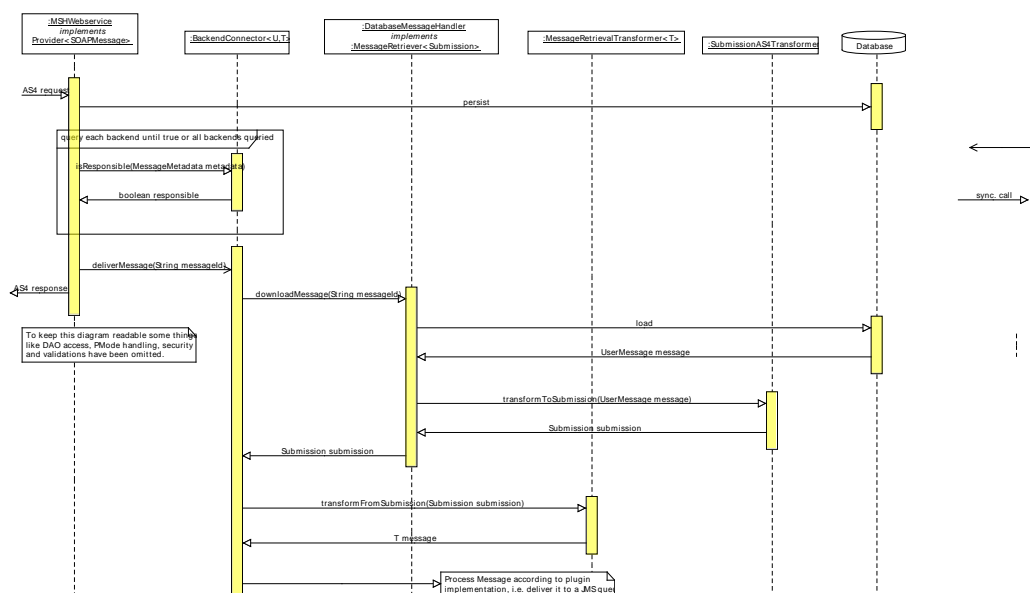 :MSHWebservice
implements
Provider<SOAPMessage>
:BackendConnector<U,T>
:DatabaseMessageHandler
implements
:MessageRetriever<Submission>
:MessageRetrievalTransformer<T>
:SubmissionAS4Transformer
Database
AS4 request
persist
query each backend until true or all backends queried
isResponsible(MessageMetadata metadata)
boolean responsible
sync. call
deliverMessage(String messageId)
AS4 response
downloadMessage(String messageId)
load
To keep this diagram readable some things
like DAO access, PMode handling, security
and validations have been omitted.
UserMessage message
transformToSubmission(UserMessage message)
Submission submission
Submission submission
transformFromSubmission(Submission submission)
T message
Process Message according to plugin
implementation, i.e. deliver it to a JMS queu